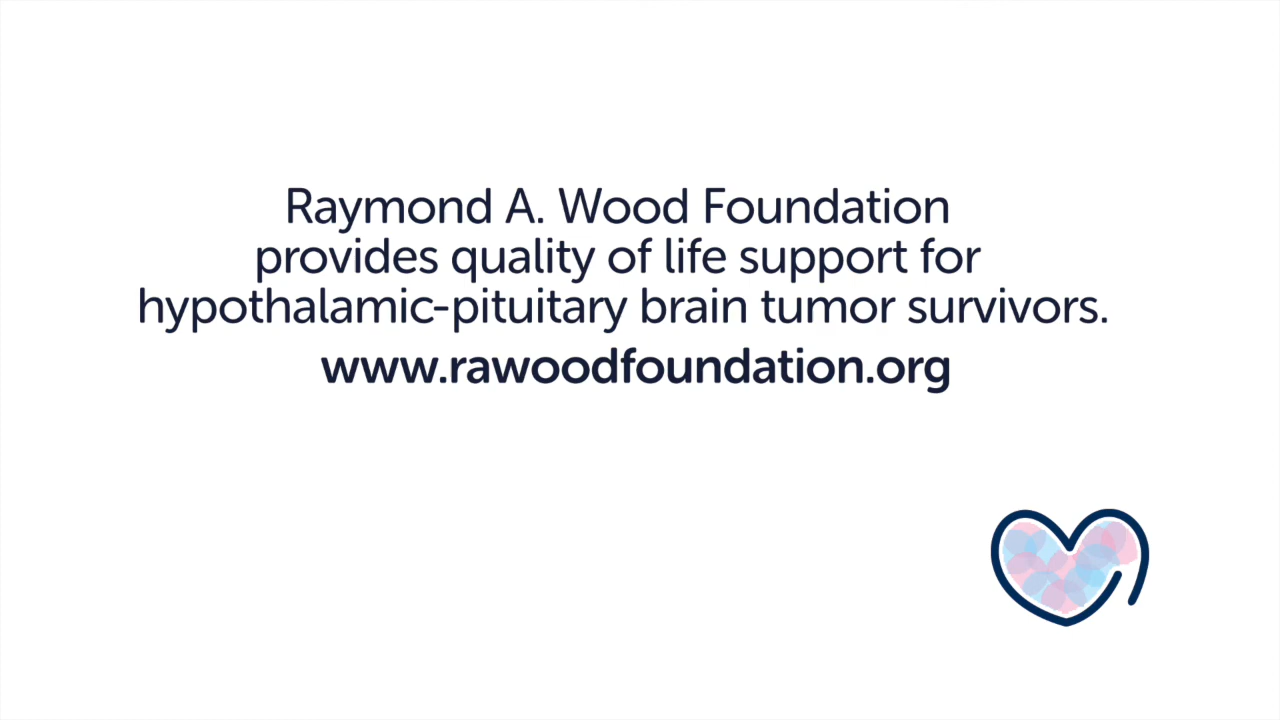 Raymond A. Wood Foundation
provides quality of life support for
hypothalamic-pituitary brain tumor survivors.
www.rawoodfoundation.org